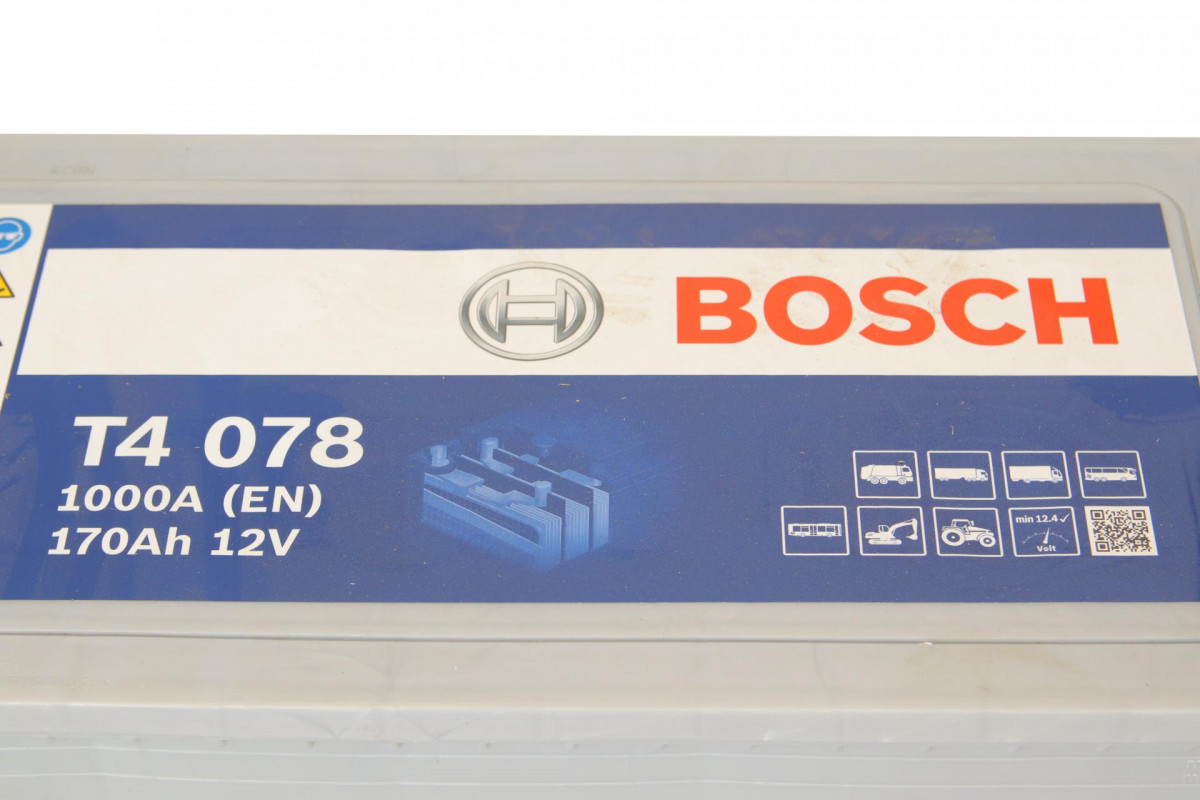 BOSCH
T4 078
1000A (EN)
170Ah 12V
min 12.4 ✓
Volt